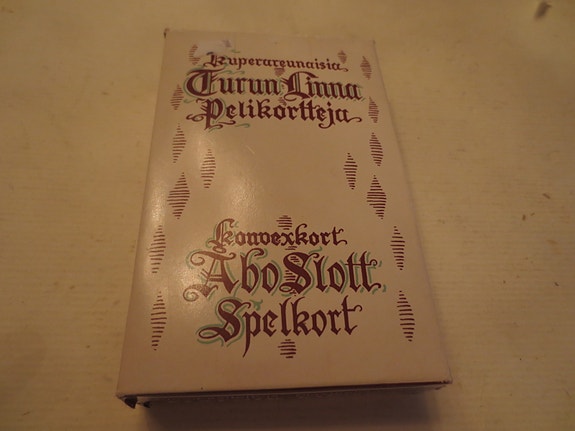 Kuperareunaisia
Turun Linna
Pelikortteja
Konvexkort
Åbo Slott
Spelkort